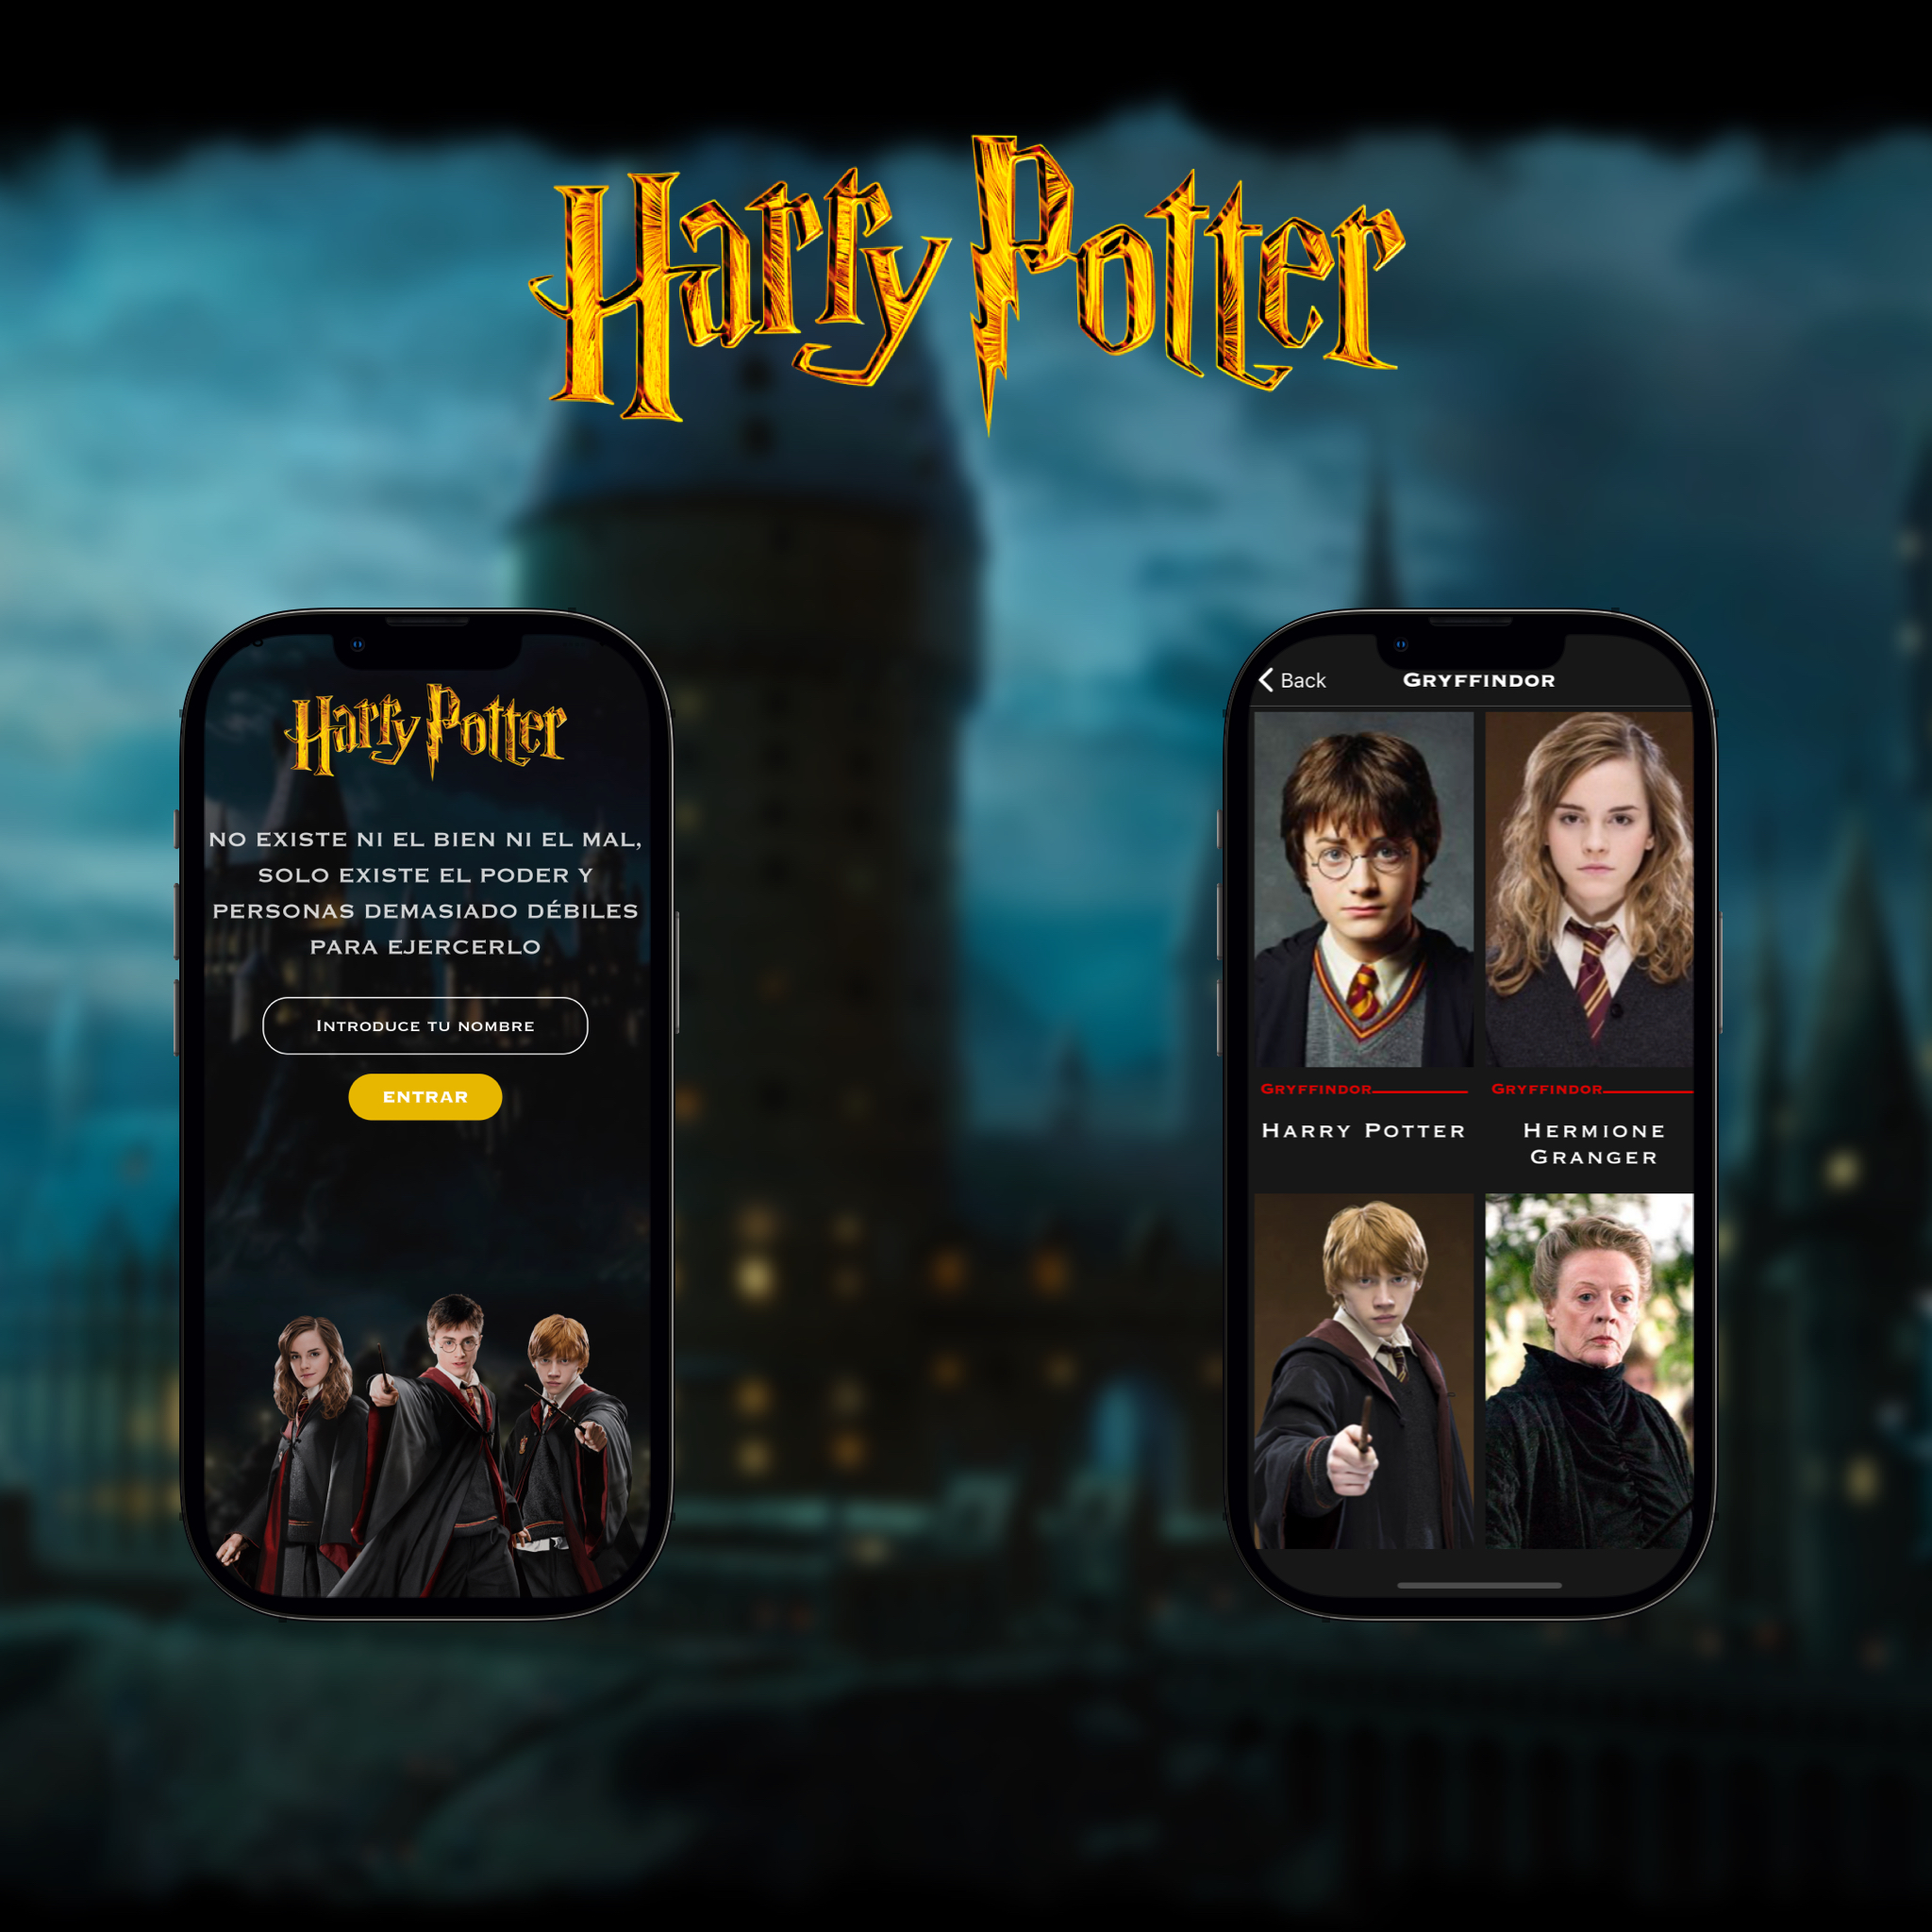 Harry Potter
Harry Potter
NO EXISTE NI EL BIEN NI EL MAL,
SOLO EXISTE EL PODER Y
PERSONAS DEMASIADO DÉBILES
PARA EJERCERLO
Introduce tu nombre
ENTRAR
Back
Gryffindor
Gryffindor
Harry Potter
Gryffindor
Hermione
Granger